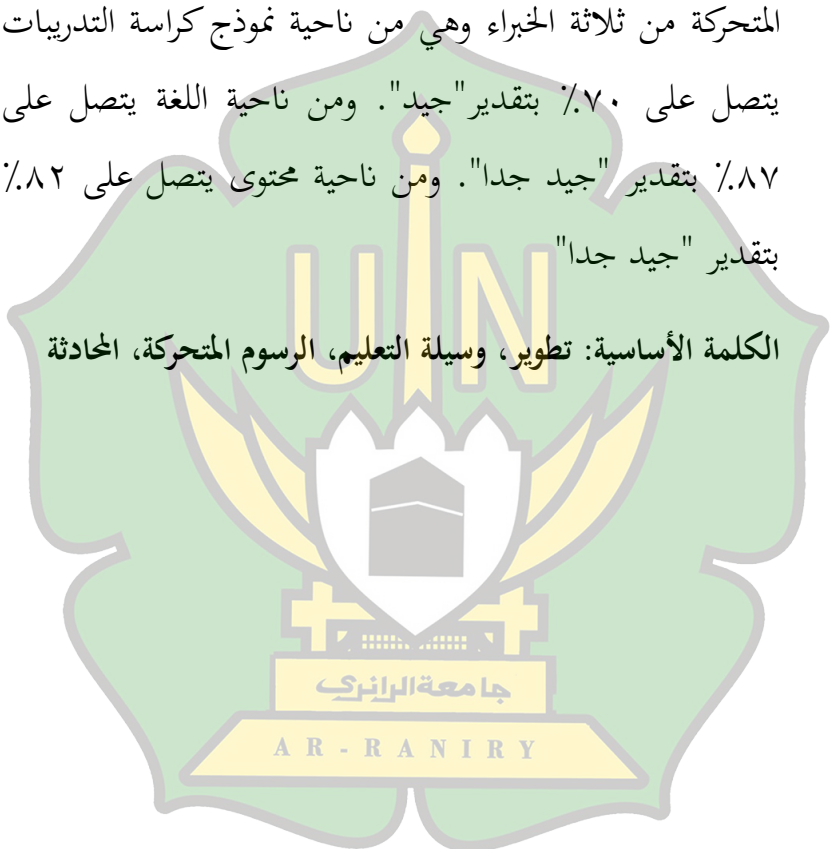 المتحركة من ثلاثة الخبراء وهي من ناحية نموذج كراسة التدريبات
يتصل على ٧٠٪ بتقدير"جيد". ومن ناحية اللغة يتصل على
٨٧٪ بتقدير "جيد جدا". ومن ناحية محتوى يتصل على ٨٢٪
بتقدير "جيد جدا"
الكلمة الأساسية: تطوير، وسيلة التعليم، الرسوم المتحركة، المحادثة
UIN
جامعة الرانري
AR-RANIRY